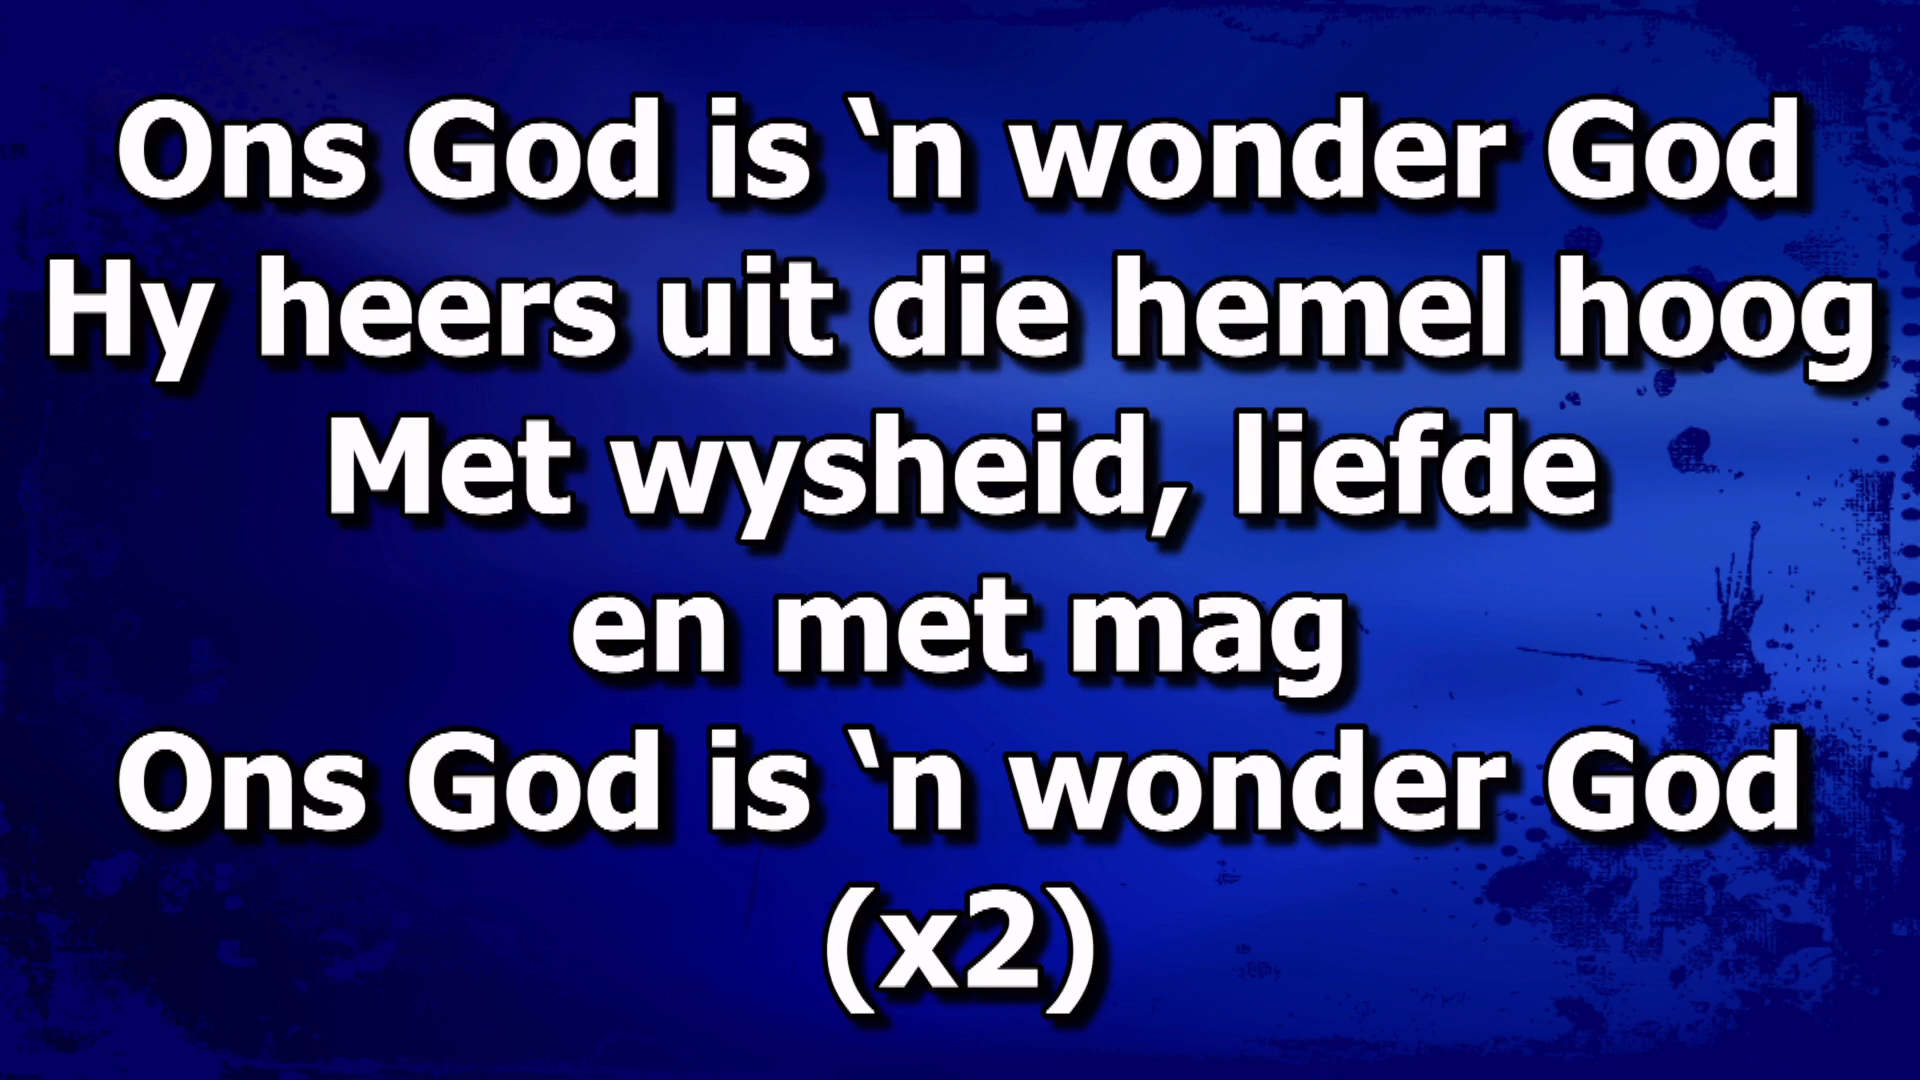 Ons God is ‘n wonder God
Hy heers uit die hemel hoog
Met wysheid, liefde
en met mag
Ons God is ‘n wonder God
(x2)